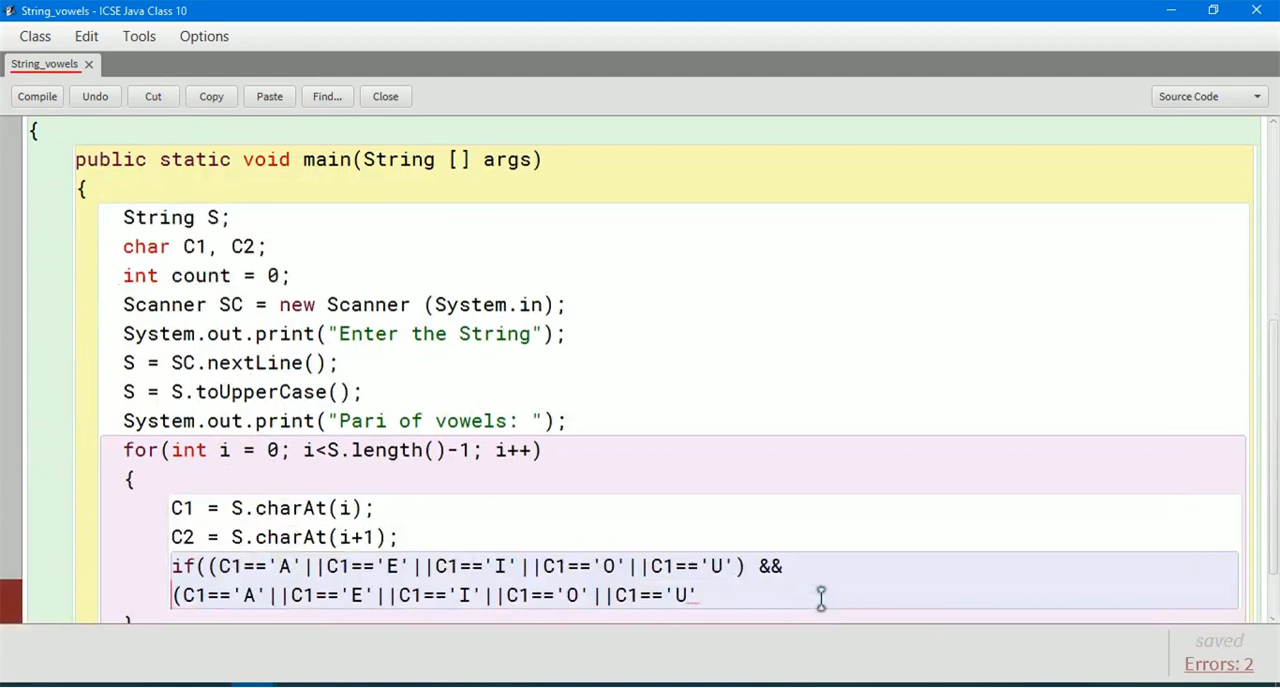 String_vowels - ICSE Java Class 10
Class Edit Tools Options
String_vowels ×
Compile Undo Cut Copy Paste Find... Close Source Code
{
public static void main(String [] args)
{
String S;
char C1, C2;
int count = 0;
Scanner SC = new Scanner (System.in);
System.out.print("Enter the String");
S = SC.nextLine();
S = S.toUpperCase();
System.out.print("Pari of vowels: ");
for(int i = 0; i<S.length()-1; i++)
{
C1 = S.charAt(i);
C2 = S.charAt(i+1);
if((C1=='A'||C1=='E'||C1=='I'||C1=='O'||C1=='U') &&
(C1=='A'||C1=='E'||C1=='I'||C1=='O'||C1=='U'
}
saved
Errors: 2